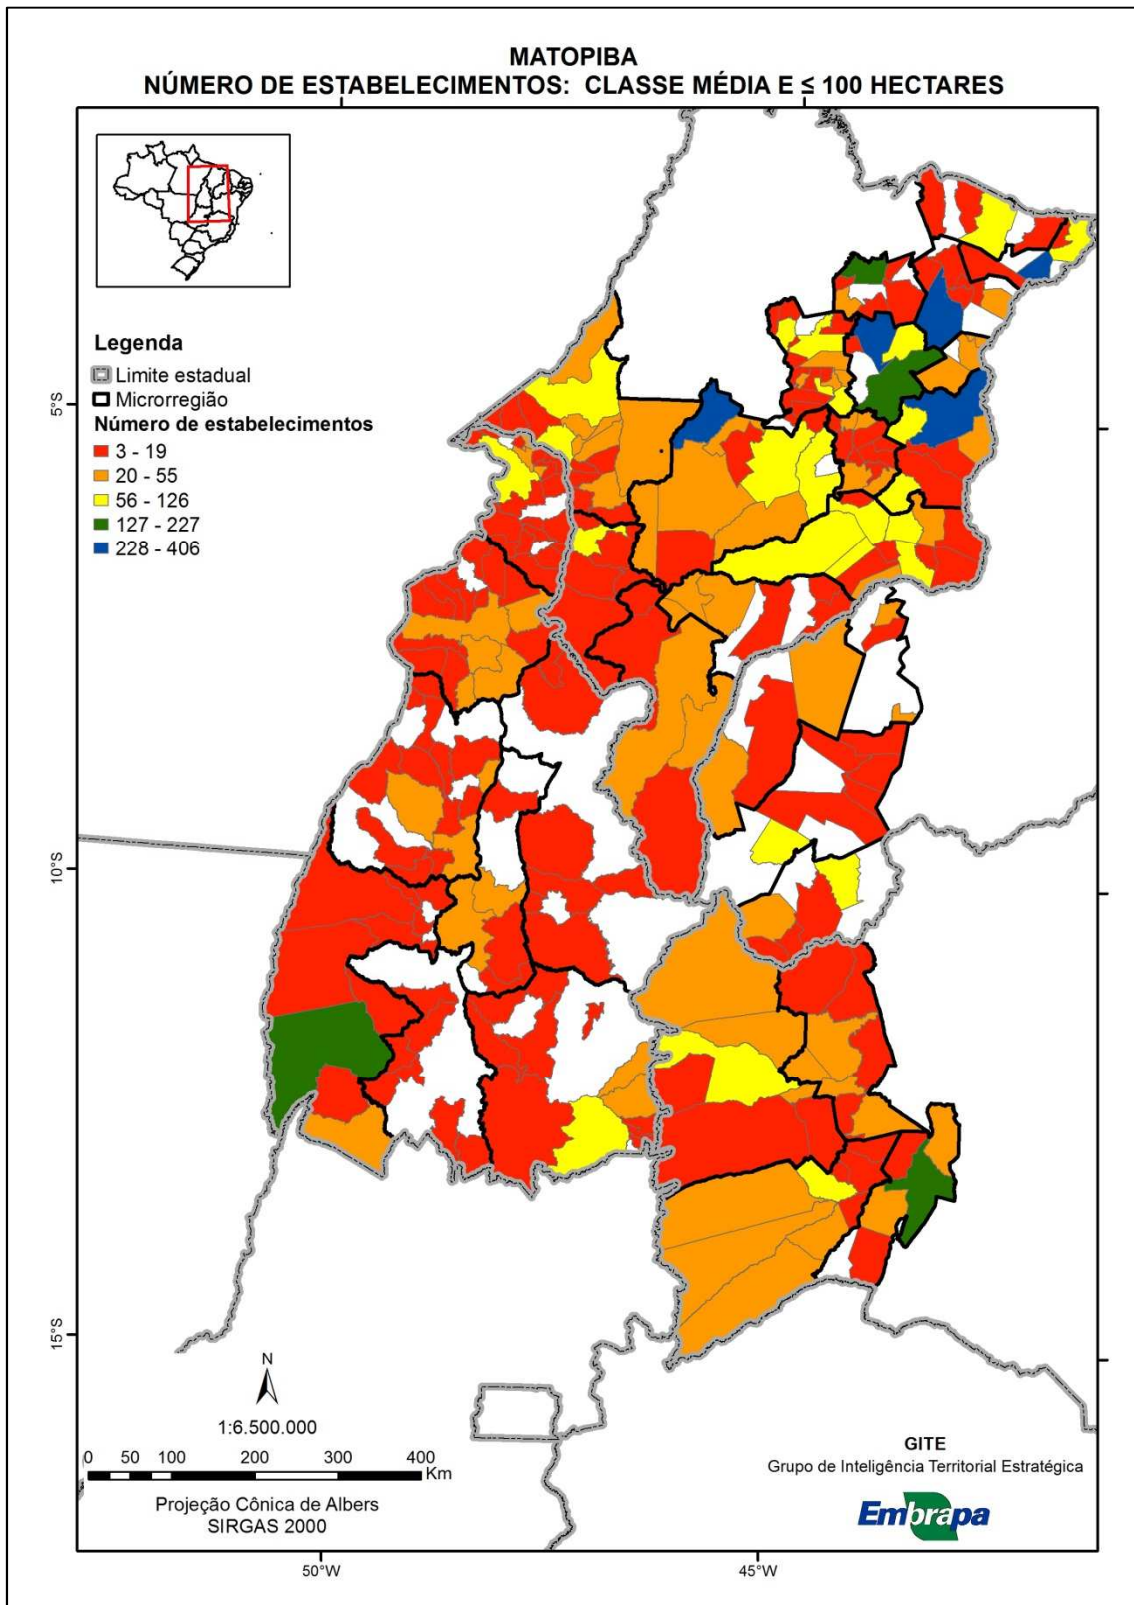 MATOPIBA
NÚMERO DE ESTABELECIMENTOS: CLASSE MÉDIA E ≤ 100 HECTARES
Legenda
Limite estadual
Microrregião
Número de estabelecimentos
3 - 19
20 - 55
56 - 126
127 - 227
228 - 406
5°S
10°S
15°S
N
1:6.500.000
0 50 100 200 300 400
Km
Projeção Cônica de Albers
SIRGAS 2000
GITE
Grupo de Inteligência Territorial Estratégica
Embrapa
50°W 45°W